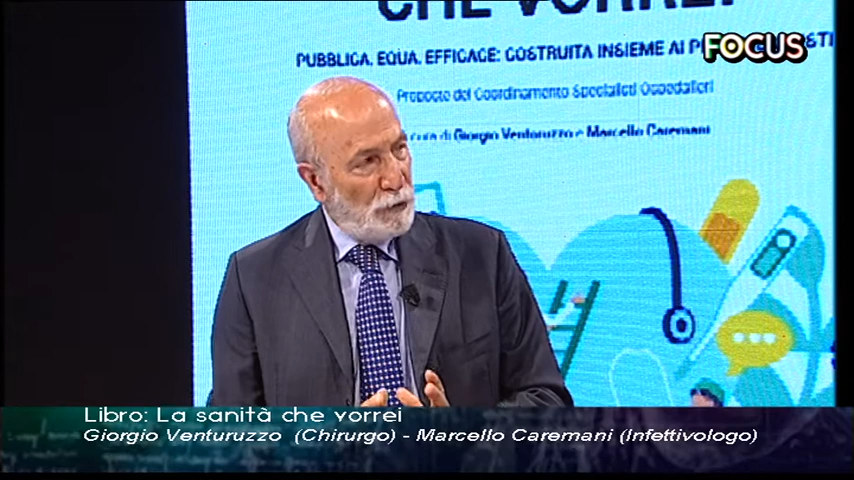 CHE VORREI
PUBBLICA, EQUA, EFFICACE: COSTRUITA INSIEME AI
FOCUS
Proposte del Coordinamento Specialisti Ospedalieri
cura di Giorgio Venturuzzo e Marcello Caremani
Libro: La sanità che vorrei
Giorgio Venturuzzo (Chirurgo) - Marcello Caremani (Infettivologo)